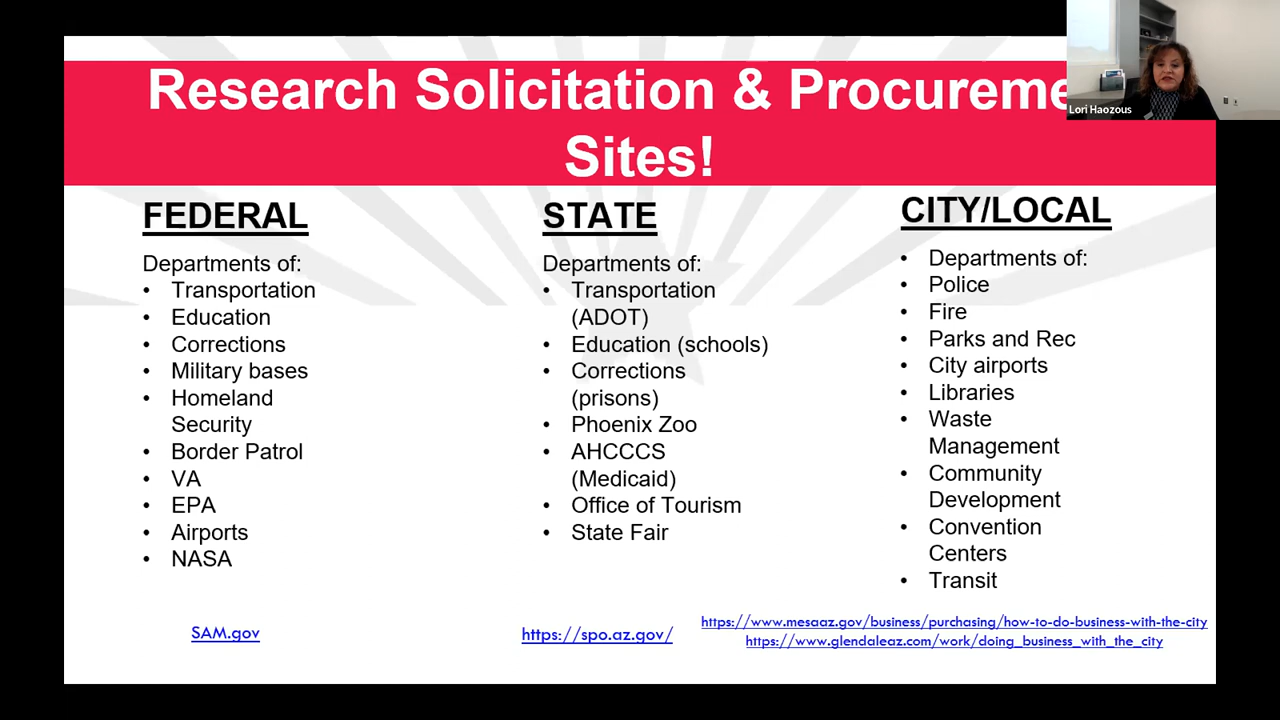 Research Solicitation & Procureme
Sites!
Lori Haozous
FEDERAL
Departments of:
• Transportation
• Education
• Corrections
• Military bases
• Homeland
Security
• Border Patrol
• VA
• EPA
• Airports
• NASA
SAM.gov
STATE
Departments of:
• Transportation
(ADOT)
• Education (schools)
• Corrections
(prisons)
• Phoenix Zoo
• AHCCCS
(Medicaid)
• Office of Tourism
• State Fair
https://spo.az.gov/
CITY/LOCAL
• Departments of:
• Police
• Fire
• Parks and Rec
• City airports
• Libraries
• Waste
Management
• Community
Development
• Convention
Centers
• Transit
https://www.mesaaz.gov/business/purchasing/how-to-do-business-with-the-city
https://www.glendaleaz.com/work/doing_business_with_the_city